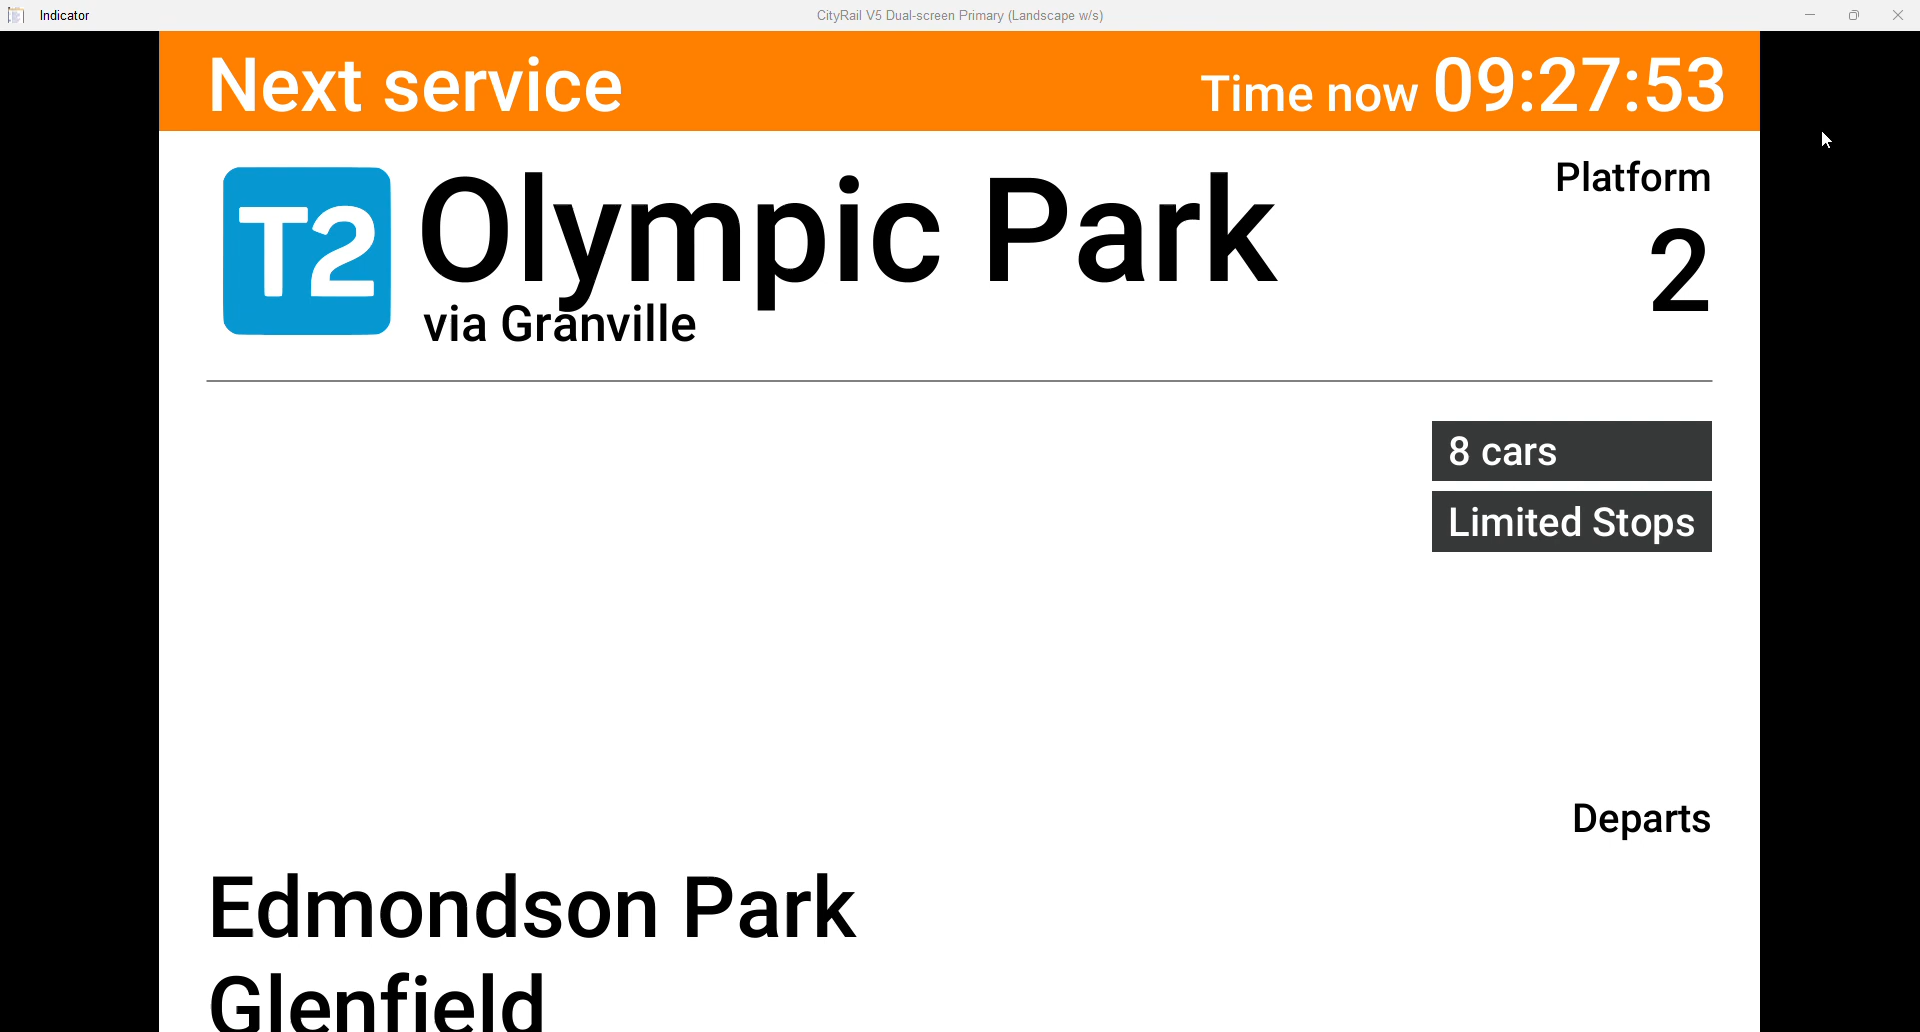 Indicator
CityRail V5 Dual-screen Primary (Landscape w/s)
Next service
Time now 09:27:53
T2
Olympic Park
via Granville
Platform
2
8 cars
Limited Stops
Departs
Edmondson Park
Glenfield